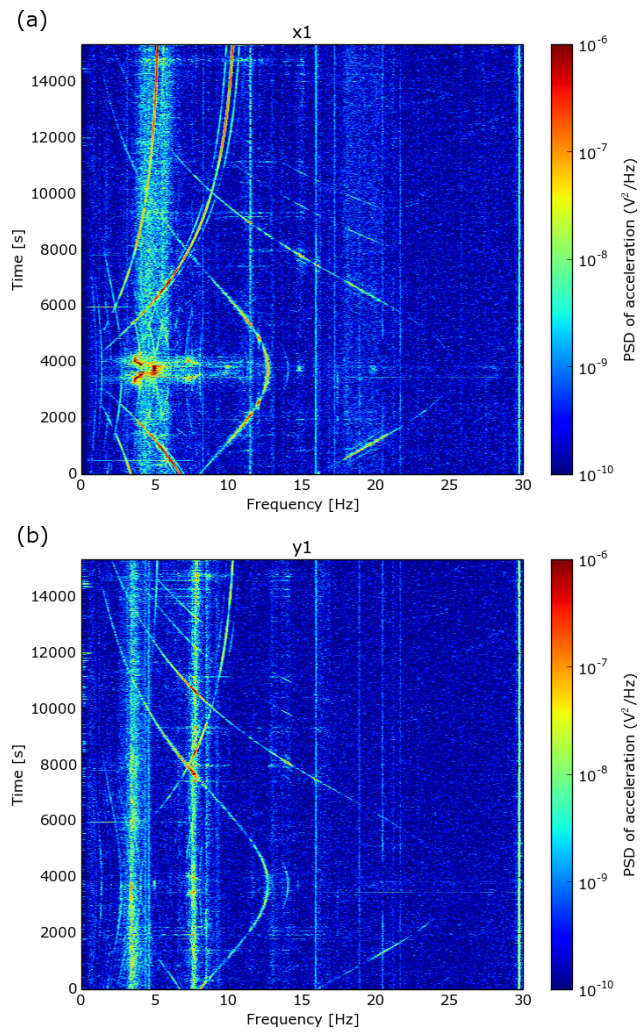 (a)
x1
14000
12000
10000
8000
6000
4000
2000
0
Time [s]
0 5 10 15 20 25 30
Frequency [Hz]
10⁻⁶
10⁻⁷
10⁻⁸
10⁻⁹
10⁻¹⁰
PSD of acceleration (V²/Hz)
(b)
y1
14000
12000
10000
8000
6000
4000
2000
0
Time [s]
0 5 10 15 20 25 30
Frequency [Hz]
10⁻⁶
10⁻⁷
10⁻⁸
10⁻⁹
10⁻¹⁰
PSD of acceleration (V²/Hz)